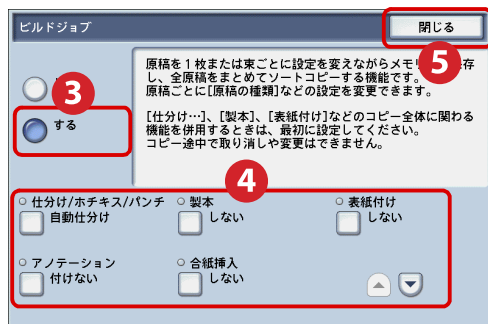 ビルドジョブ
閉じる
5
原稿を1枚または束ごとに設定を変えながらメモリ
存
し、全原稿をまとめてソートコピーする機能です。
原稿ごとに[原稿の種類]などの設定を変更できます。
3
する
[仕分け…]、[製本]、[表紙付け]などのコピー全体に関わる
機能を併用するときは、最初に設定してください。
コピー途中で取り消しや変更はできません。
4
仕分け/ホチキス/パンチ
自動仕分け
製本
しない
表紙付け
しない
アノテーション
付けない
合紙挿入
しない